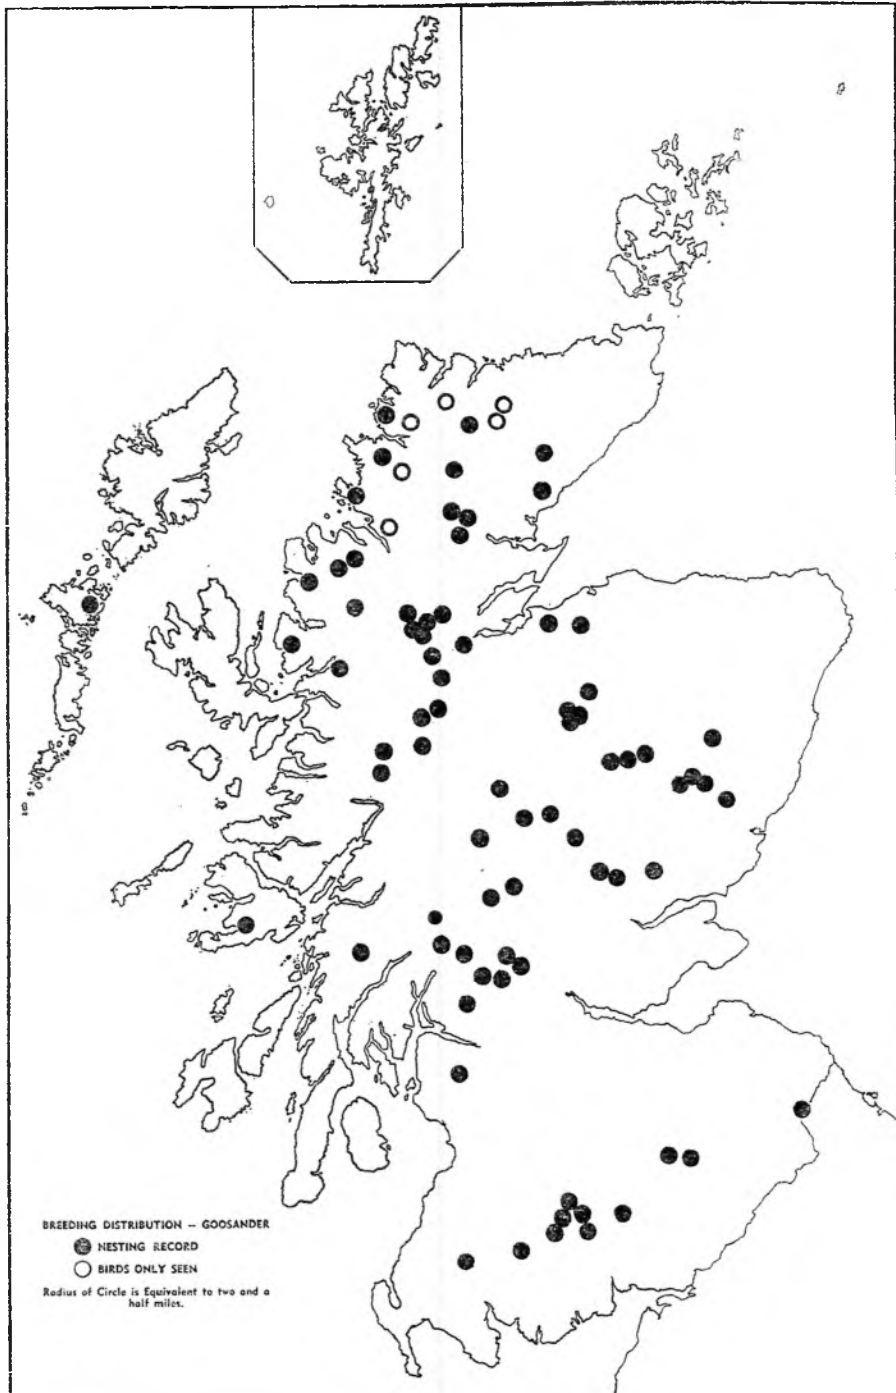 BREEDING DISTRIBUTION – GOOSANDER
NESTING RECORD
BIRDS ONLY SEEN
Radius of Circle is Equivalent to two and a
half miles.